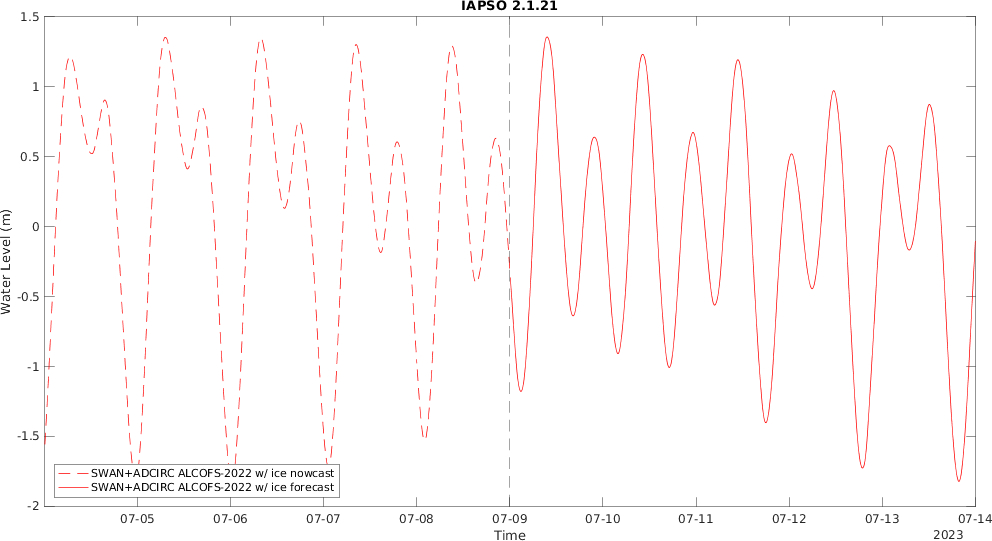 IAPSO 2.1.21
1.5
1
0.5
0
-0.5
-1
-1.5
-2
Water Level (m)
SWAN+ADCIRC ALCOFS-2022 w/ ice nowcast
SWAN+ADCIRC ALCOFS-2022 w/ ice forecast
07-05 07-06 07-07 07-08 07-09 07-10 07-11 07-12 07-13 07-14
Time
2023